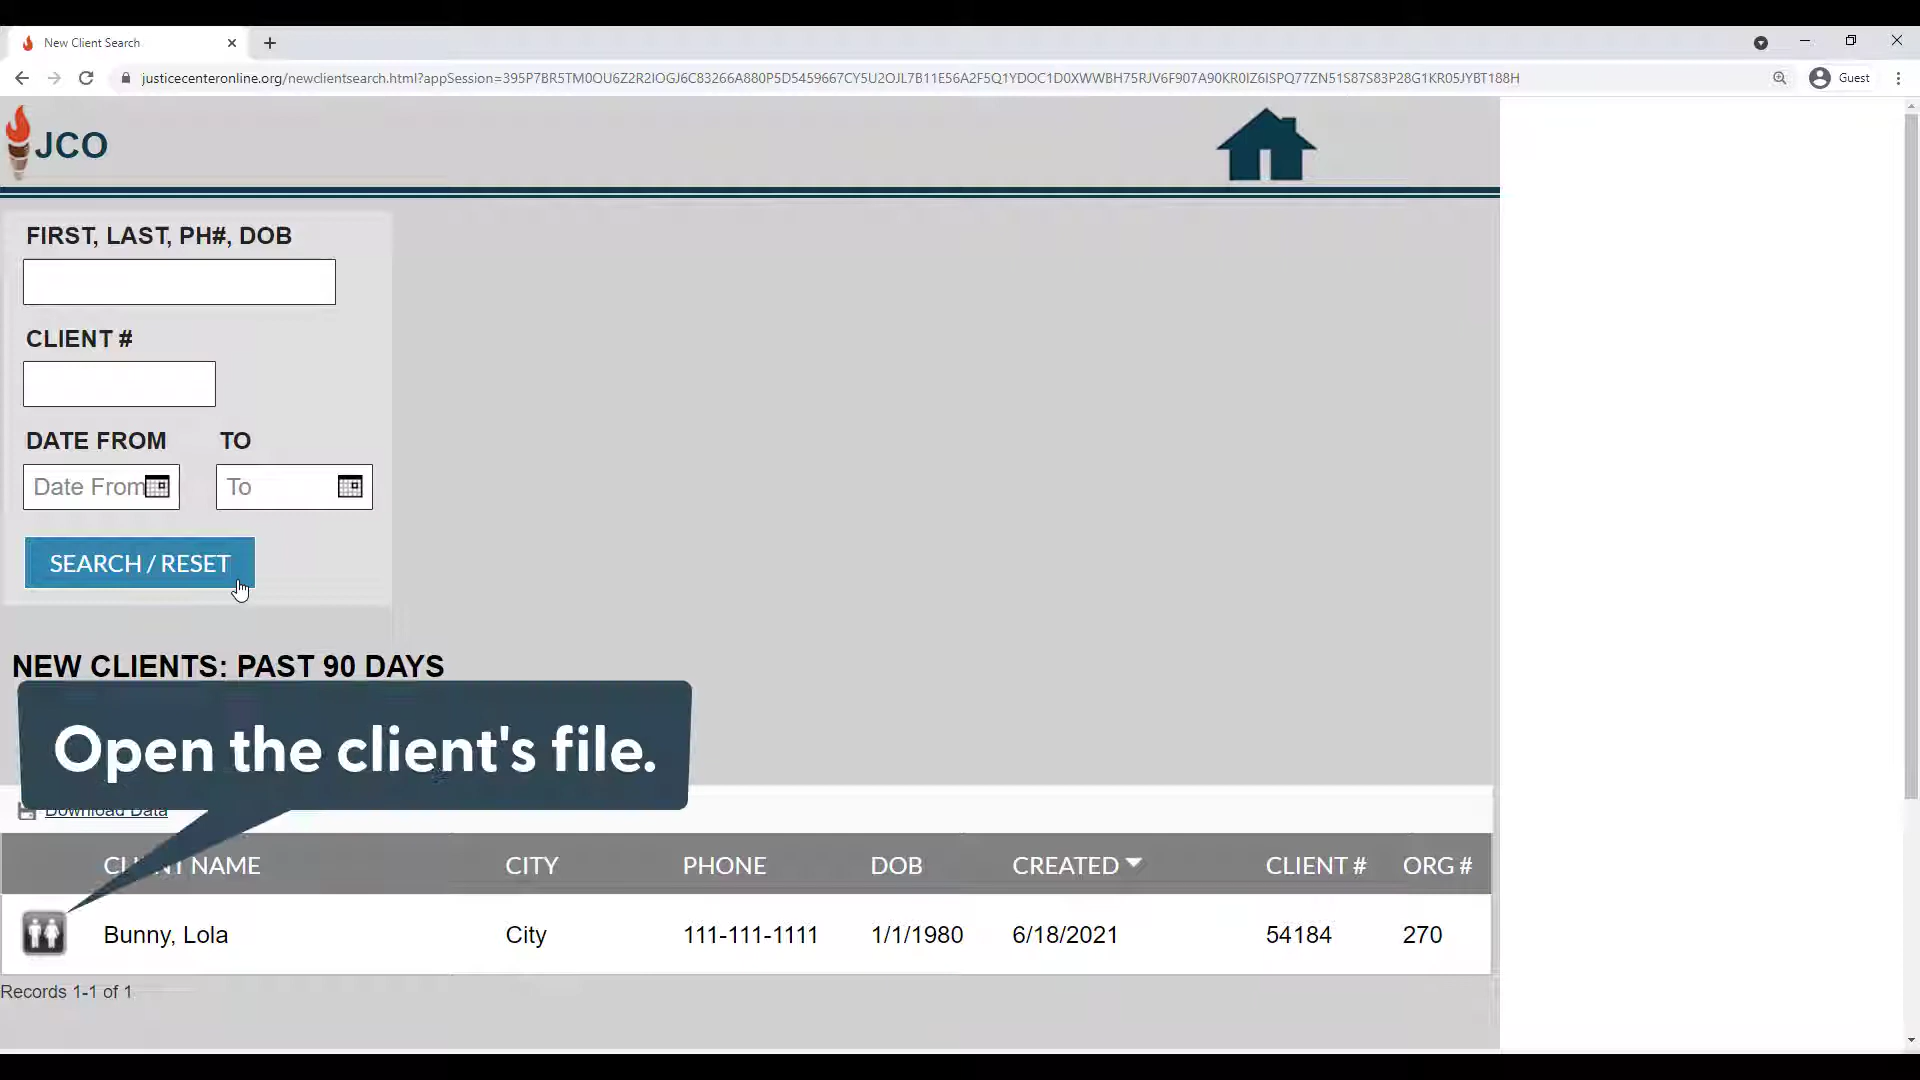 New Client Search
justicecenteronline.org/newclientsearch.html?appSession=395P7BR5TM0OU6Z2R2IOGJ6C83266A880P5D5459667CY5U2OJL7B11E56A2F5Q1YDOC1D0XWWBH75RJV6F907A90KR0IZ6ISPQ77ZN51S87S83P28G1KR05JYBT188H
Guest
JCO
FIRST, LAST, PH#, DOB
CLIENT #
DATE FROM TO
Date From To
SEARCH / RESET
NEW CLIENTS: PAST 90 DAYS
Open the client's file.
Download Data
CLIENT NAME CITY PHONE DOB CREATED CLIENT # ORG #
Bunny, Lola City 111-111-1111 1/1/1980 6/18/2021 54184 270
Records 1-1 of 1